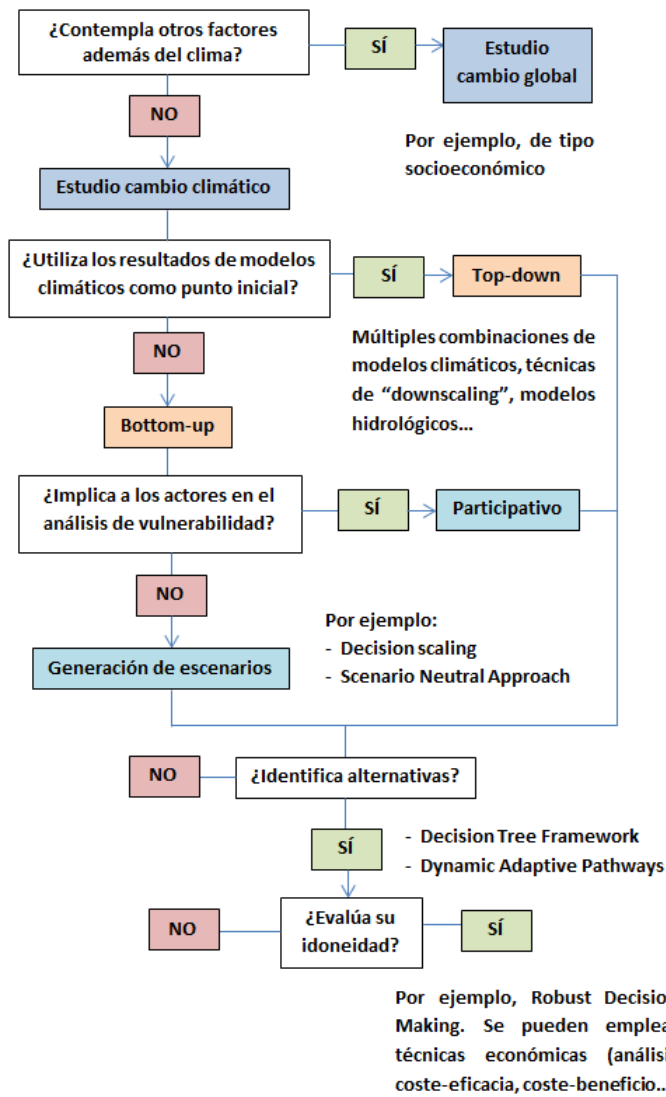 ¿Contempla otros factores
además del clima?
SÍ
Estudio
cambio global
NO
Por ejemplo, de tipo
socioeconómico
Estudio cambio climático
¿Utiliza los resultados de modelos
climáticos como punto inicial?
SÍ
Top-down
NO
Múltiples combinaciones de
modelos climáticos, técnicas
de “downscaling”, modelos
hidrológicos...
Bottom-up
¿Implica a los actores en el
análisis de vulnerabilidad?
SÍ
Participativo
NO
Por ejemplo:
- Decision scaling
- Scenario Neutral Approach
Generación de escenarios
¿Identifica alternativas?
NO
SÍ
- Decision Tree Framework
- Dynamic Adaptive Pathways
¿Evalúa su
idoneidad?
NO
SÍ
Por ejemplo, Robust Decisio
Making. Se pueden emplea
técnicas económicas (análisi
coste-eficacia, coste-beneficio..